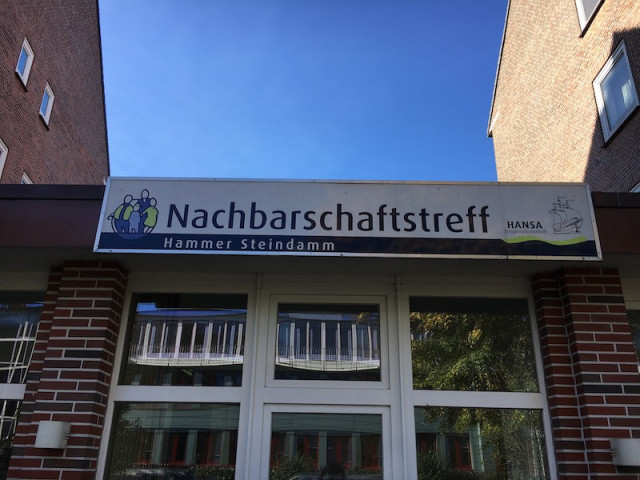 Nachbarschaftstreff
Hammer Steindamm
HANSA